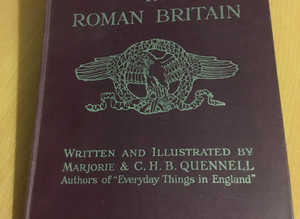 ROMAN BRITAIN
WRITTEN AND ILLUSTRATED BY
MARJORIE & C. H. B. QUENNELL
Authors of "Everyday Things in England"